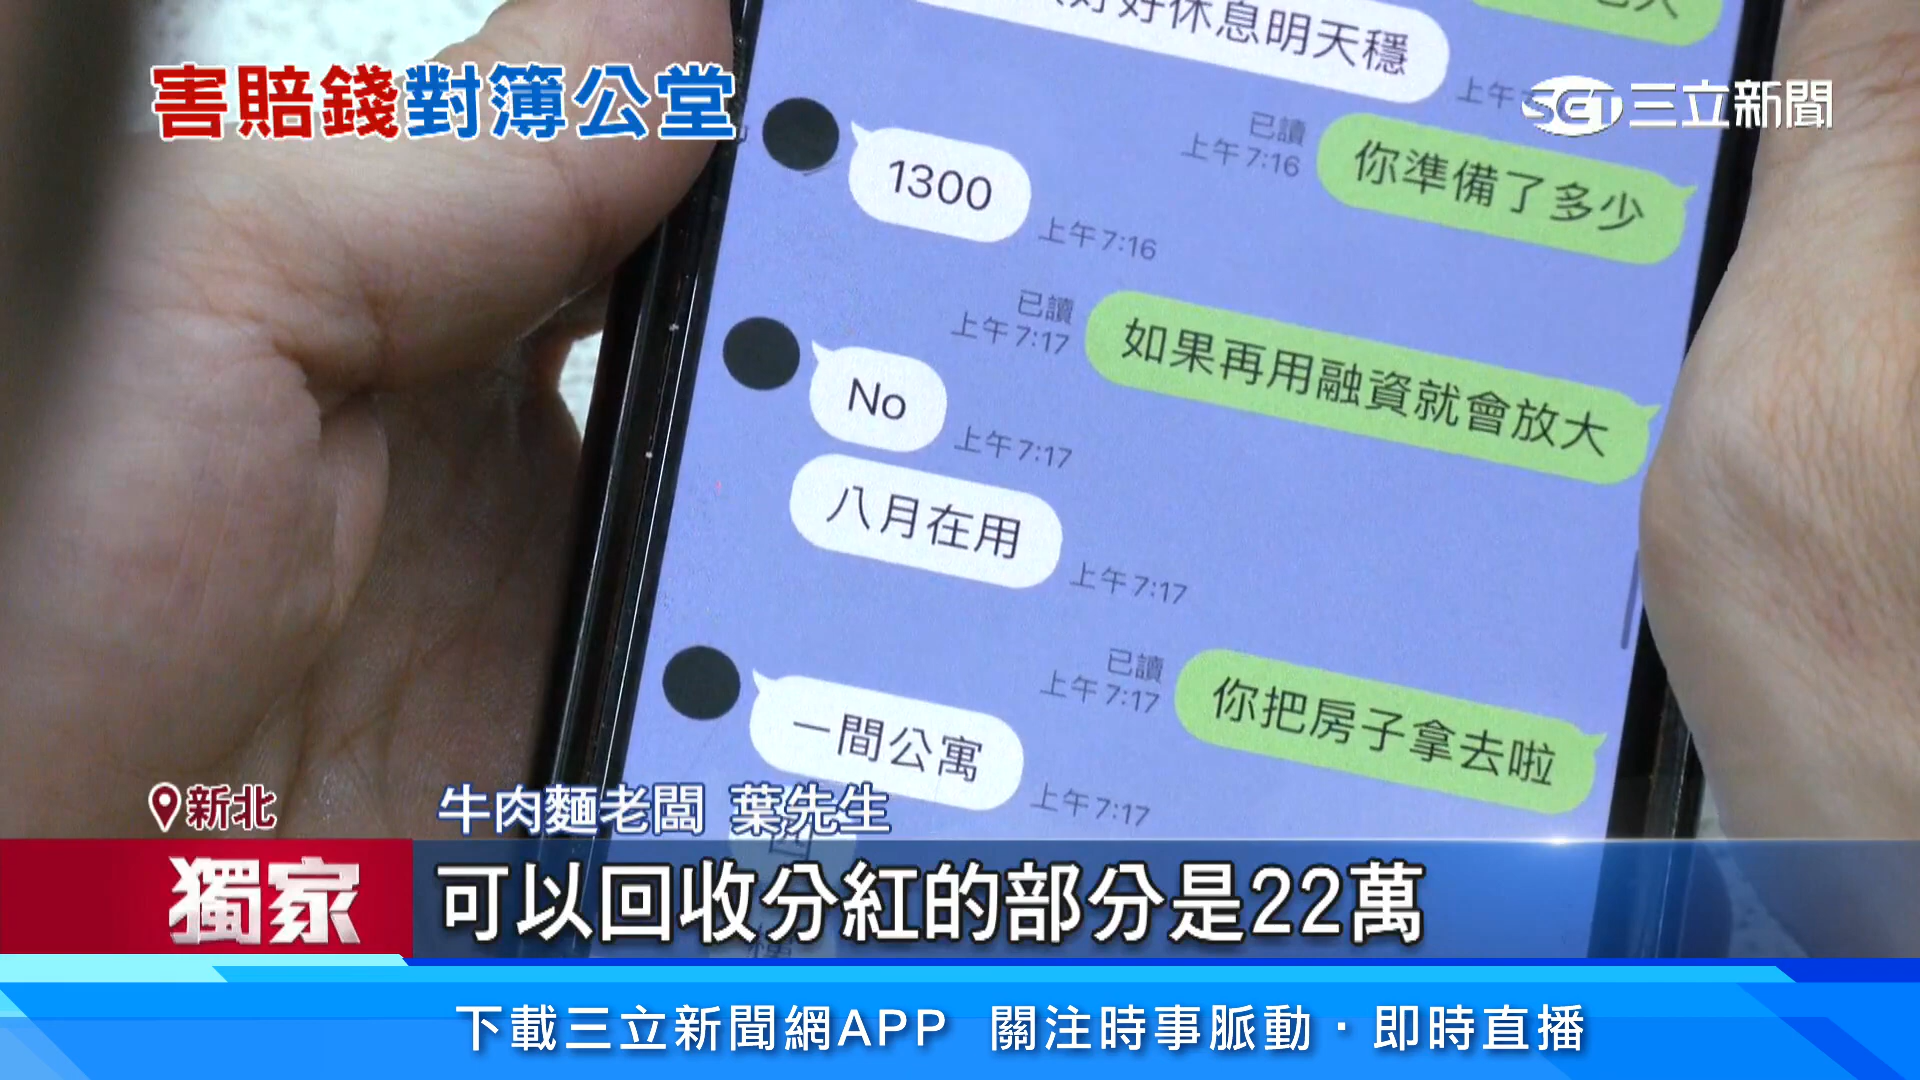 好好休息明天穩
上午
害賠錢對簿公堂
SET三立新聞
已讀
上午7:16
你準備了多少
1300
上午7:16
已讀
上午7:17
如果再用融資就會放大
No
上午7:17
八月在用
上午7:17
已讀
上午7:17
你把房子拿去啦
一間公寓
上午7:17
新北
牛肉麵老闆 葉先生
獨家
可以回收分紅的部分是22萬
下載三立新聞網APP 關注時事脈動·即時直播